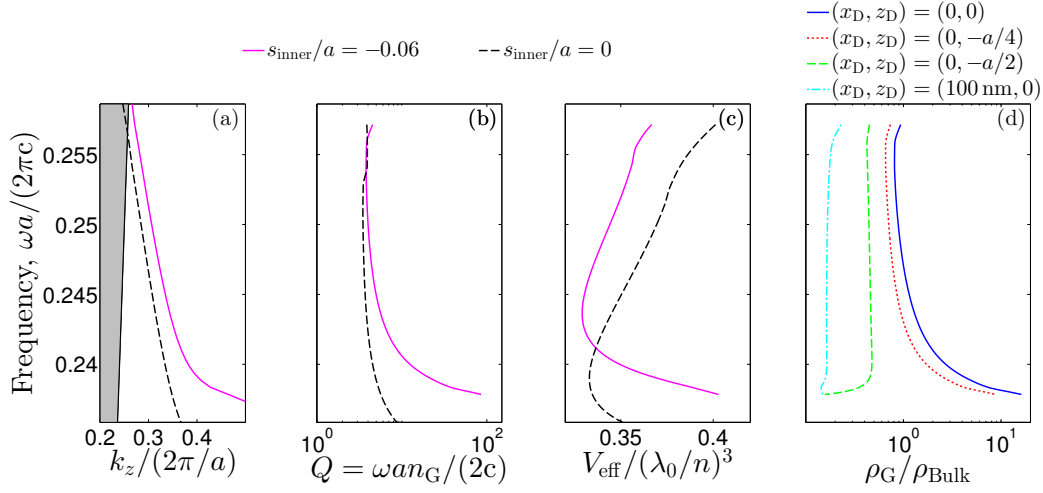 s_inner/a = −0.06
s_inner/a = 0
(x_D, z_D) = (0, 0)
(x_D, z_D) = (0, −a/4)
(x_D, z_D) = (0, −a/2)
(x_D, z_D) = (100 nm, 0)
(a)
(b)
(c)
(d)
Frequency, ωa/(2πc)
0.255
0.25
0.245
0.24
0.2 0.3 0.4
10^0 10^2
0.35 0.4
10^0 10^1
k_z/(2π/a)
Q = ωan_G/(2c)
V_eff/(λ_0/n)^3
ρ_G/ρ_Bulk